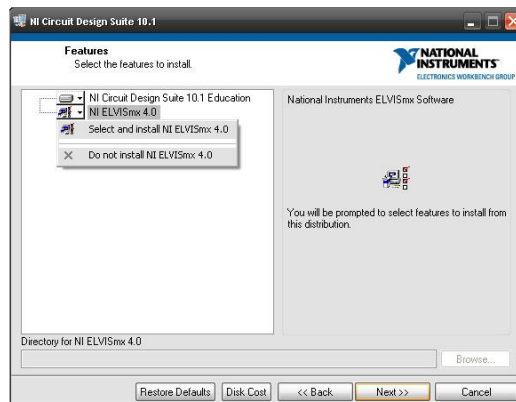 NI Circuit Design Suite 10.1
Features
Select the features to install.
NATIONAL
INSTRUMENTS
ELECTRONICS WORKBENCH GROUP
NI Circuit Design Suite 10.1 Education
NI ELVISmx 4.0
Select and install NI ELVISmx 4.0
Do not install NI ELVISmx 4.0
National Instruments ELVISmx Software
You will be prompted to select features to install from
this distribution.
Directory for NI ELVISmx 4.0
Browse...
Restore Defaults
Disk Cost
<< Back
Next >>
Cancel